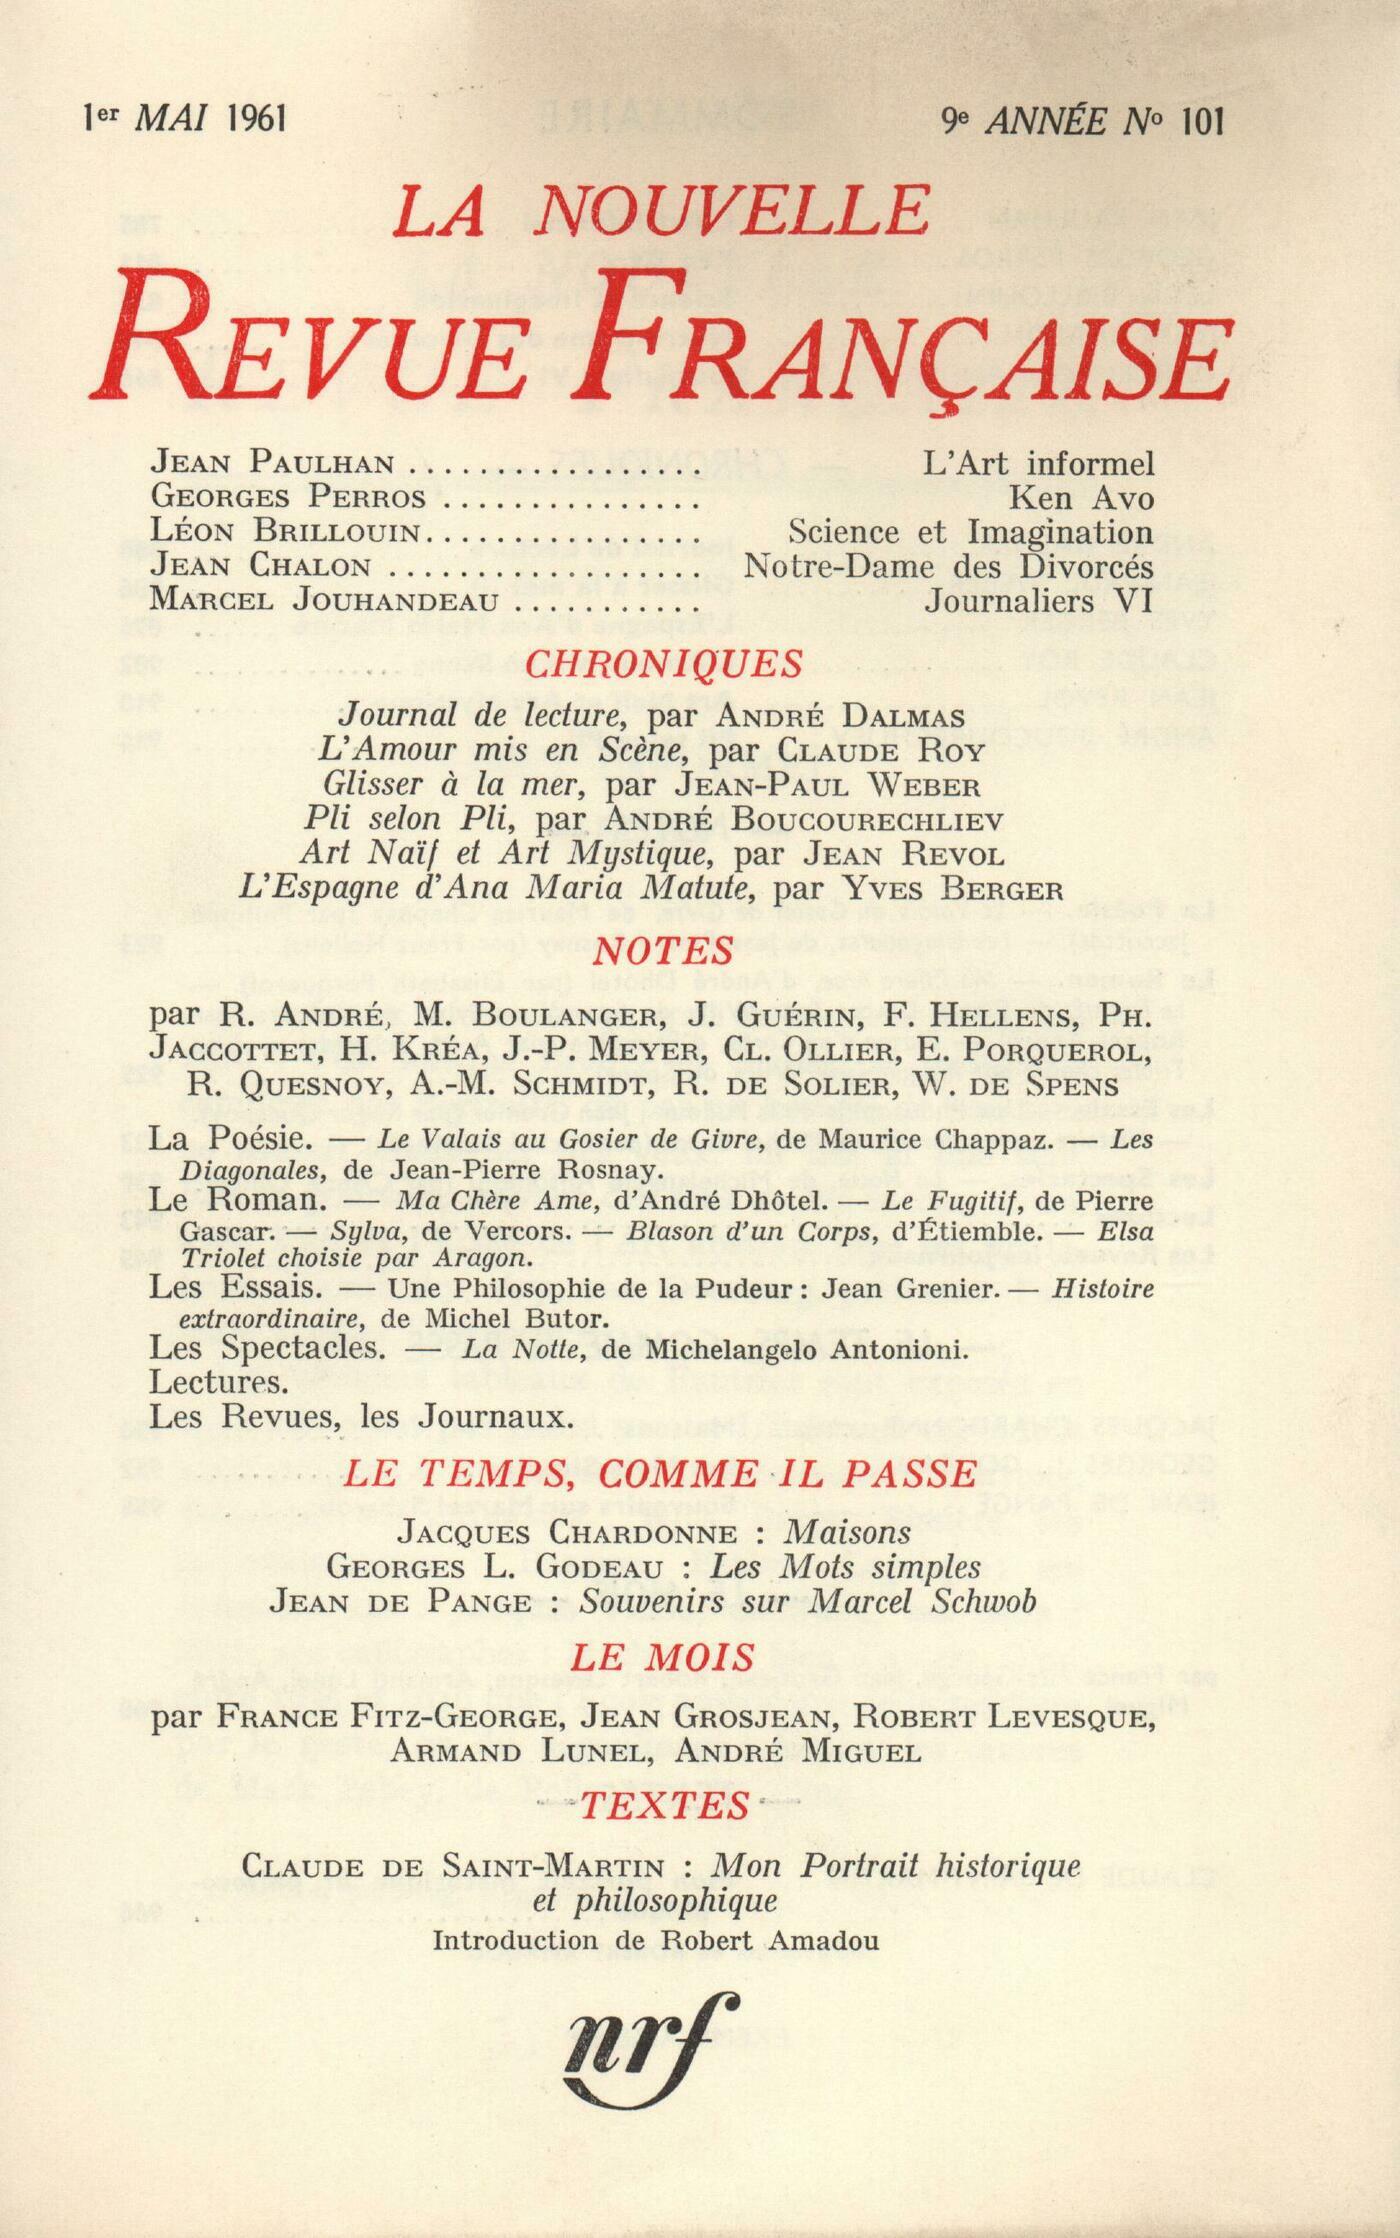 1er MAI 1961
9e ANNÉE No 101
LA NOUVELLE
REVUE FRANÇAISE
JEAN PAULHAN ................. L'Art informel
GEORGES PERROS ............... Ken Avo
LÉON BRILLOUIN................ Science et Imagination
JEAN CHALON .................. Notre-Dame des Divorcés
MARCEL JOUHANDEAU ........... Journaliers VI
CHRONIQUES
Journal de lecture, par ANDRÉ DALMAS
L'Amour mis en Scène, par CLAUDE ROY
Glisser à la mer, par JEAN-PAUL WEBER
Pli selon Pli, par ANDRÉ BOUCOURECHLIEV
Art Naïf et Art Mystique, par JEAN REVOL
L'Espagne d'Ana Maria Matute, par YVES BERGER
NOTES
par R. ANDRÉ, M. BOULANGER, J. GUÉRIN, F. HELLENS, PH.
JACCOTTET, H. KRÉA, J.-P. MEYER, CL. OLLIER, E. PORQUEROL,
R. QUESNOY, A.-M. SCHMIDT, R. DE SOLIER, W. DE SPENS
La Poésie. — Le Valais au Gosier de Givre, de Maurice Chappaz. — Les
Diagonales, de Jean-Pierre Rosnay.
Le Roman. — Ma Chère Ame, d'André Dhôtel. — Le Fugitif, de Pierre
Gascar. — Sylva, de Vercors. — Blason d'un Corps, d'Étiemble. — Elsa
Triolet choisie par Aragon.
Les Essais. — Une Philosophie de la Pudeur : Jean Grenier. — Histoire
extraordinaire, de Michel Butor.
Les Spectacles. — La Notte, de Michelangelo Antonioni.
Lectures.
Les Revues, les Journaux.
LE TEMPS, COMME IL PASSE
JACQUES CHARDONNE : Maisons
GEORGES L. GODEAU : Les Mots simples
JEAN DE PANGE : Souvenirs sur Marcel Schwob
LE MOIS
par FRANCE FITZ-GEORGE, JEAN GROSJEAN, ROBERT LEVESQUE,
ARMAND LUNEL, ANDRÉ MIGUEL
TEXTES
CLAUDE DE SAINT-MARTIN : Mon Portrait historique
et philosophique
Introduction de Robert Amadou
nrf